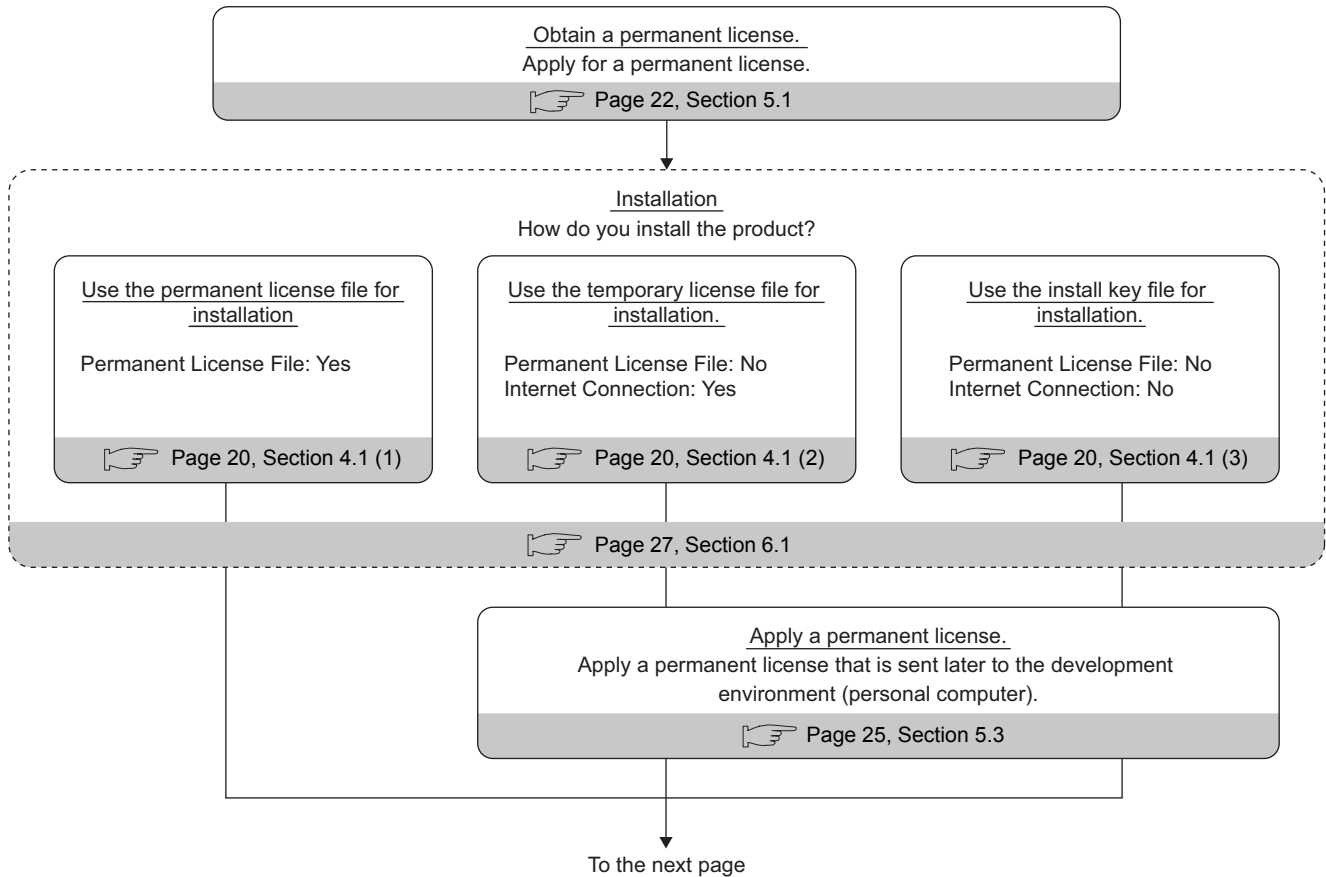 Obtain a permanent license.
Apply for a permanent license.
Page 22, Section 5.1
Installation
How do you install the product?
Use the permanent license file for
installation
Permanent License File: Yes
Page 20, Section 4.1 (1)
Use the temporary license file for
installation.
Permanent License File: No
Internet Connection: Yes
Page 20, Section 4.1 (2)
Use the install key file for
installation.
Permanent License File: No
Internet Connection: No
Page 20, Section 4.1 (3)
Page 27, Section 6.1
Apply a permanent license.
Apply a permanent license that is sent later to the development
environment (personal computer).
Page 25, Section 5.3
To the next page